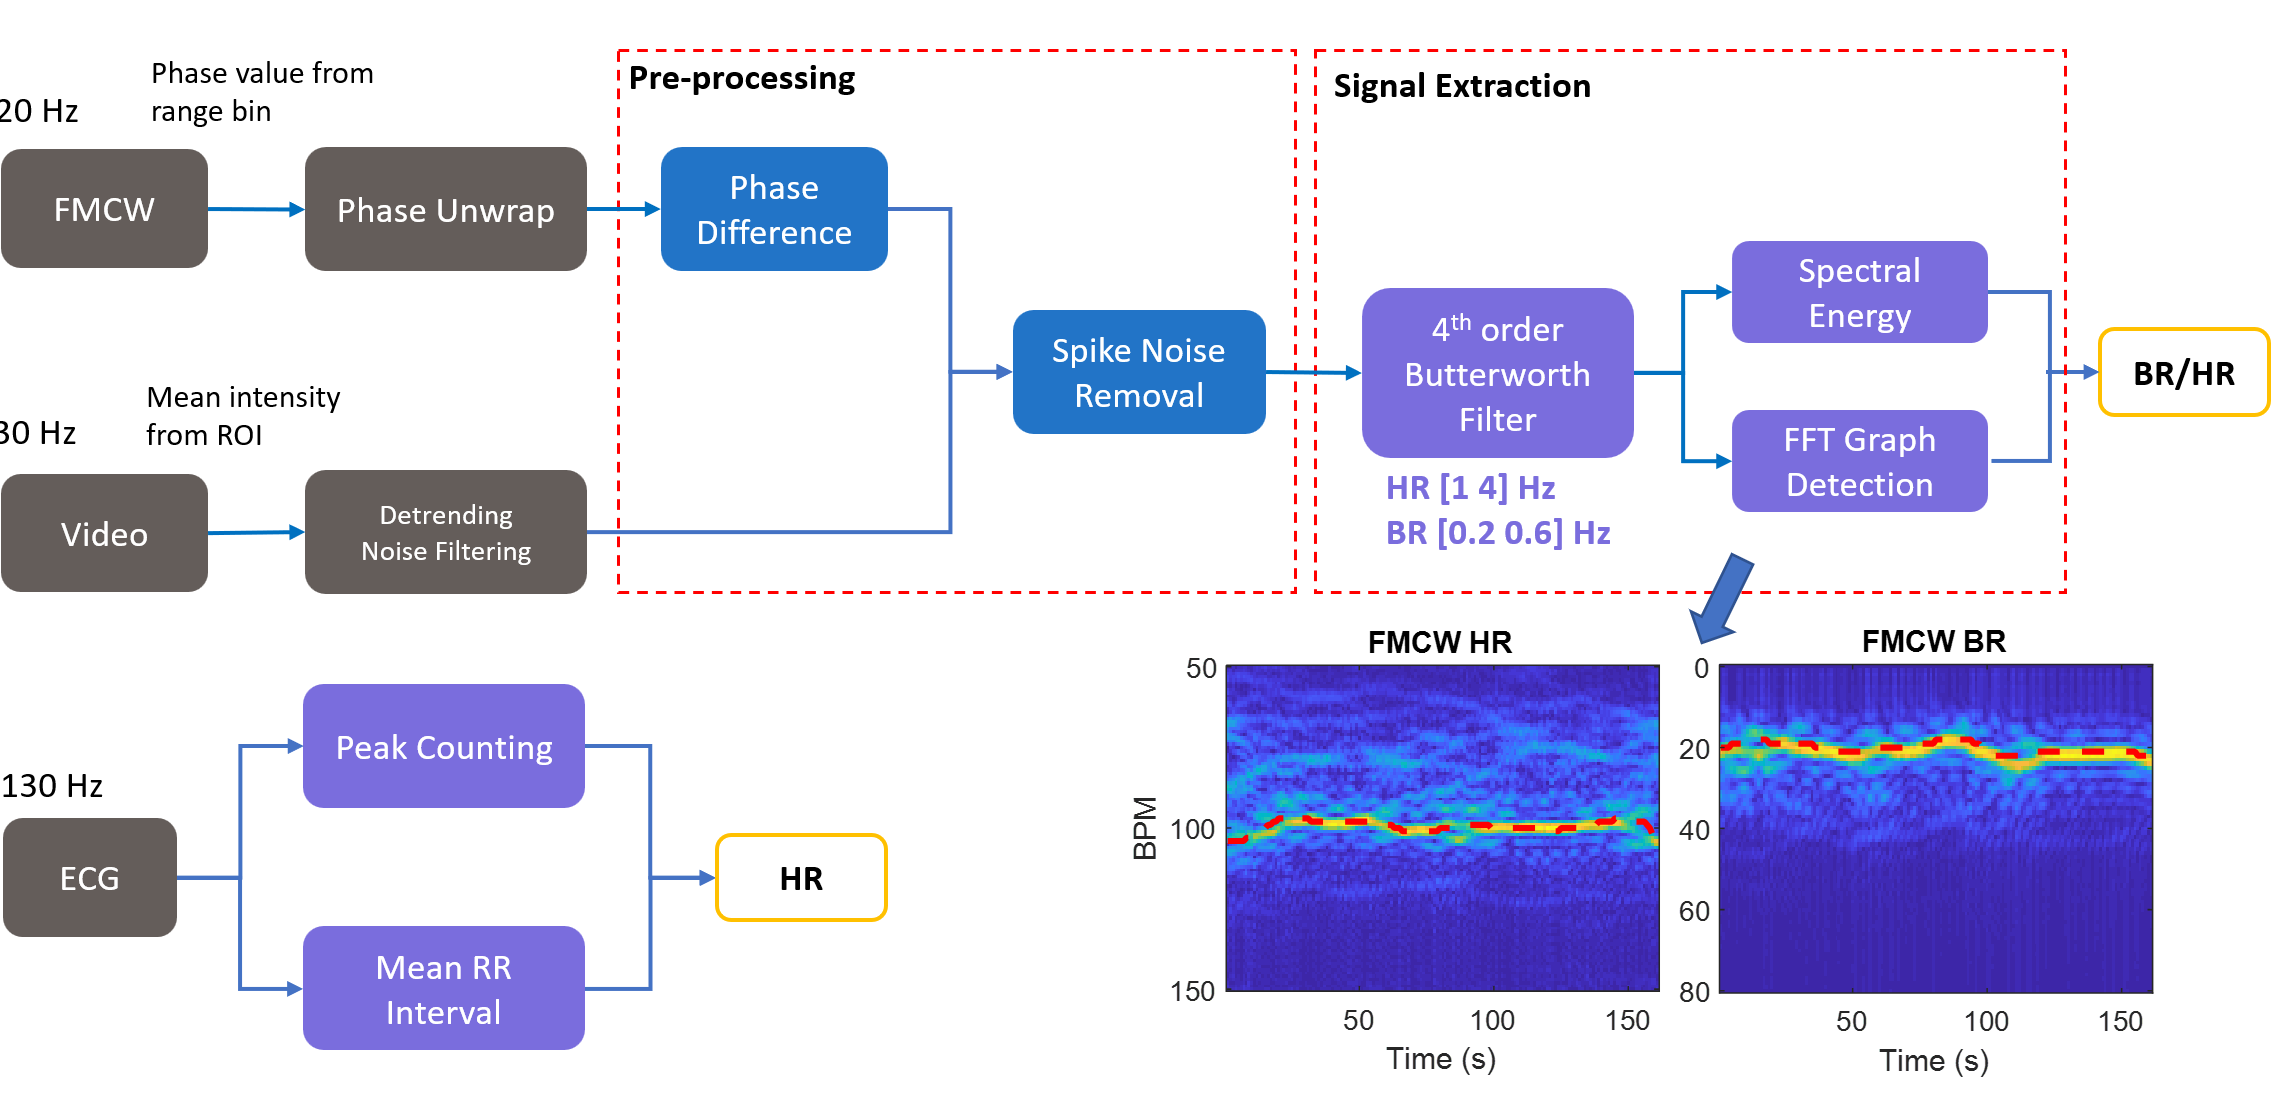 Phase value from
range bin
20 Hz
FMCW
Phase Unwrap
Pre-processing
Phase
Difference
Spike Noise
Removal
Mean intensity
from ROI
30 Hz
Video
Detrending
Noise Filtering
Signal Extraction
4th order
Butterworth
Filter
HR [1 4] Hz
BR [0.2 0.6] Hz
Spectral
Energy
FFT Graph
Detection
BR/HR
130 Hz
ECG
Peak Counting
Mean RR
Interval
HR
FMCW HR
50
100
150
BPM
50 100 150
Time (s)
FMCW BR
0
20
40
60
80
50 100 150
Time (s)